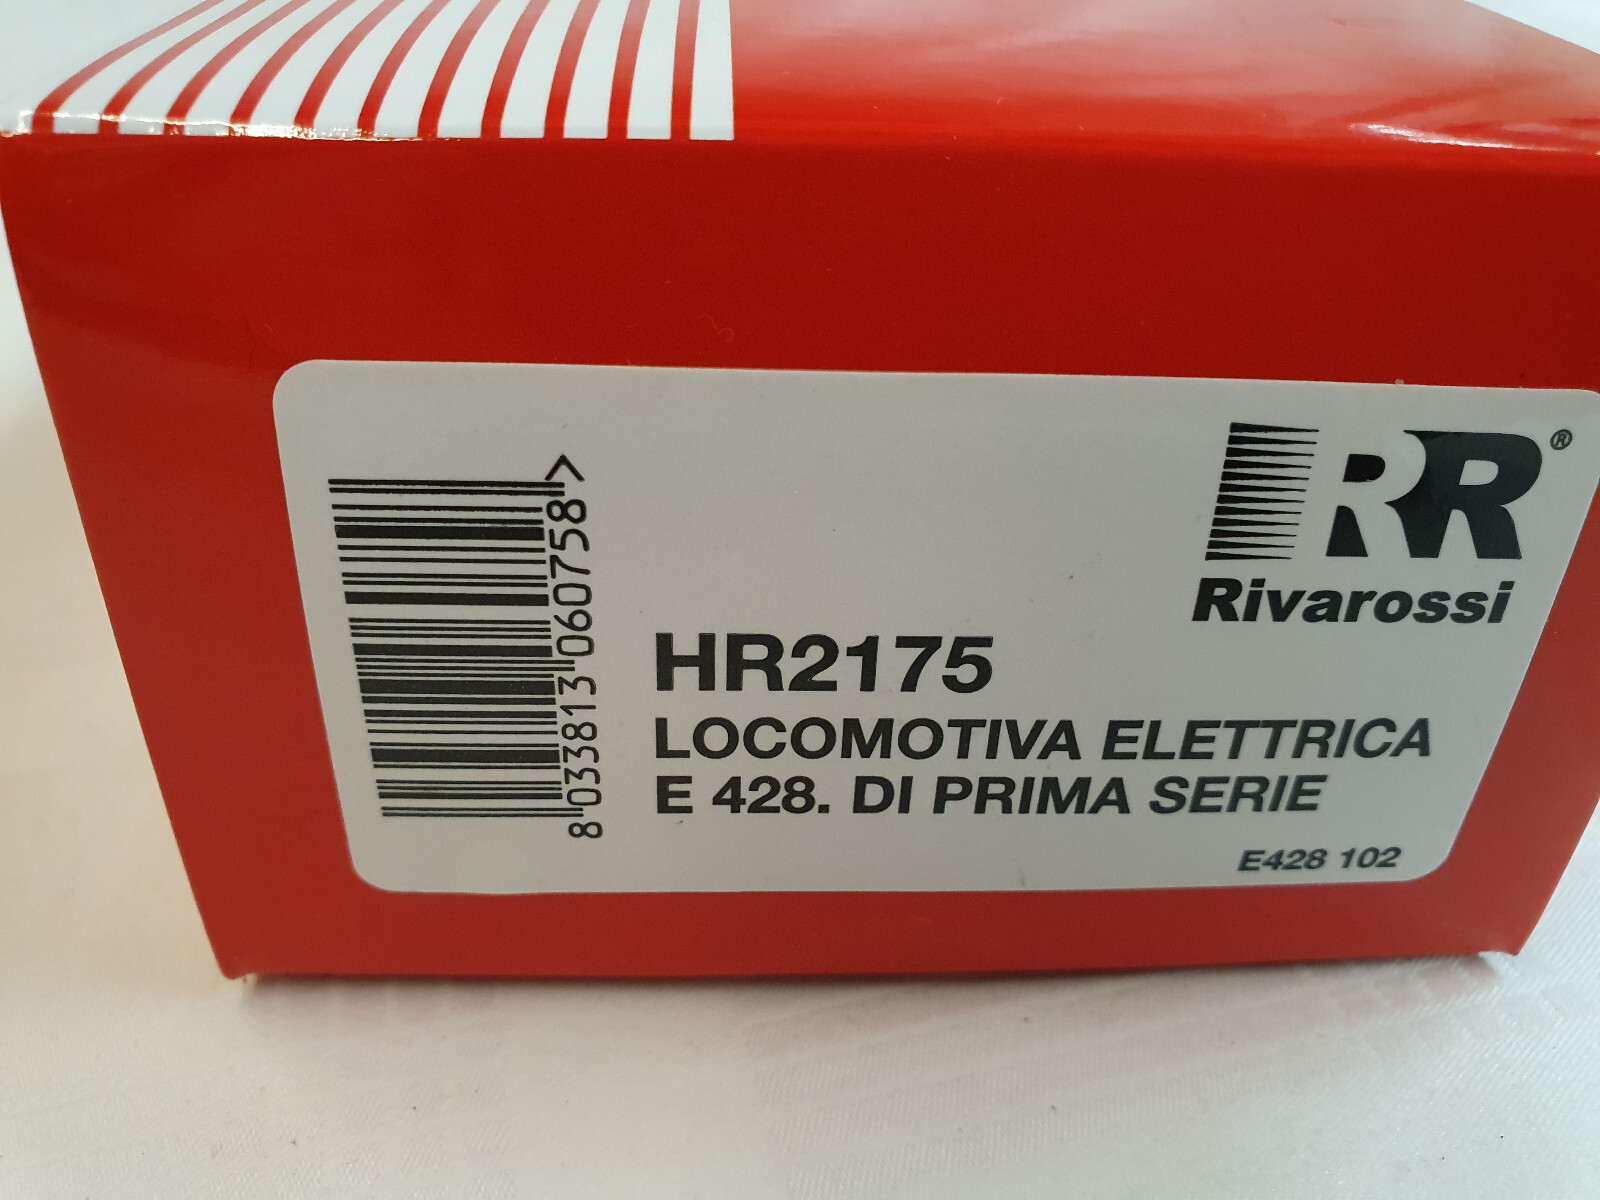 RR®
Rivarossi
8 033813 060758 >
HR2175
LOCOMOTIVA ELETTRICA
E 428. DI PRIMA SERIE
E428 102